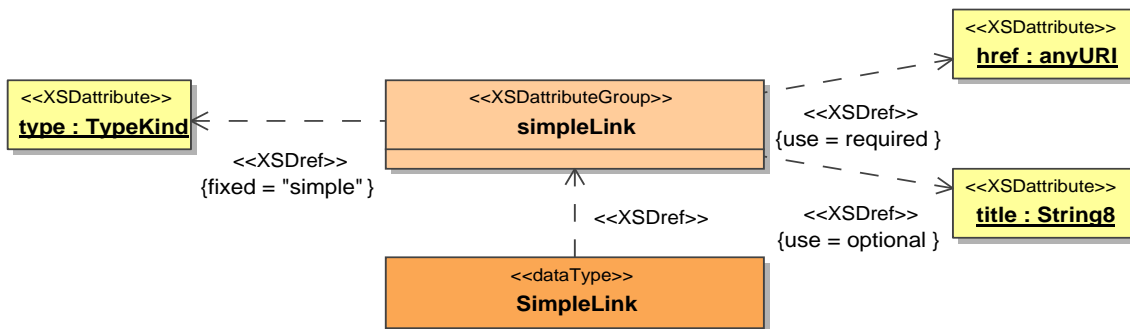 <<XSDattribute>>
href : anyURI
<<XSDattribute>>
type : TypeKind
<<XSDattributeGroup>>
simpleLink
<<XSDref>>
{use = required }
<<XSDref>>
{fixed = "simple" }
<<XSDattribute>>
title : String8
<<XSDref>>
<<XSDref>>
{use = optional }
<<dataType>>
SimpleLink